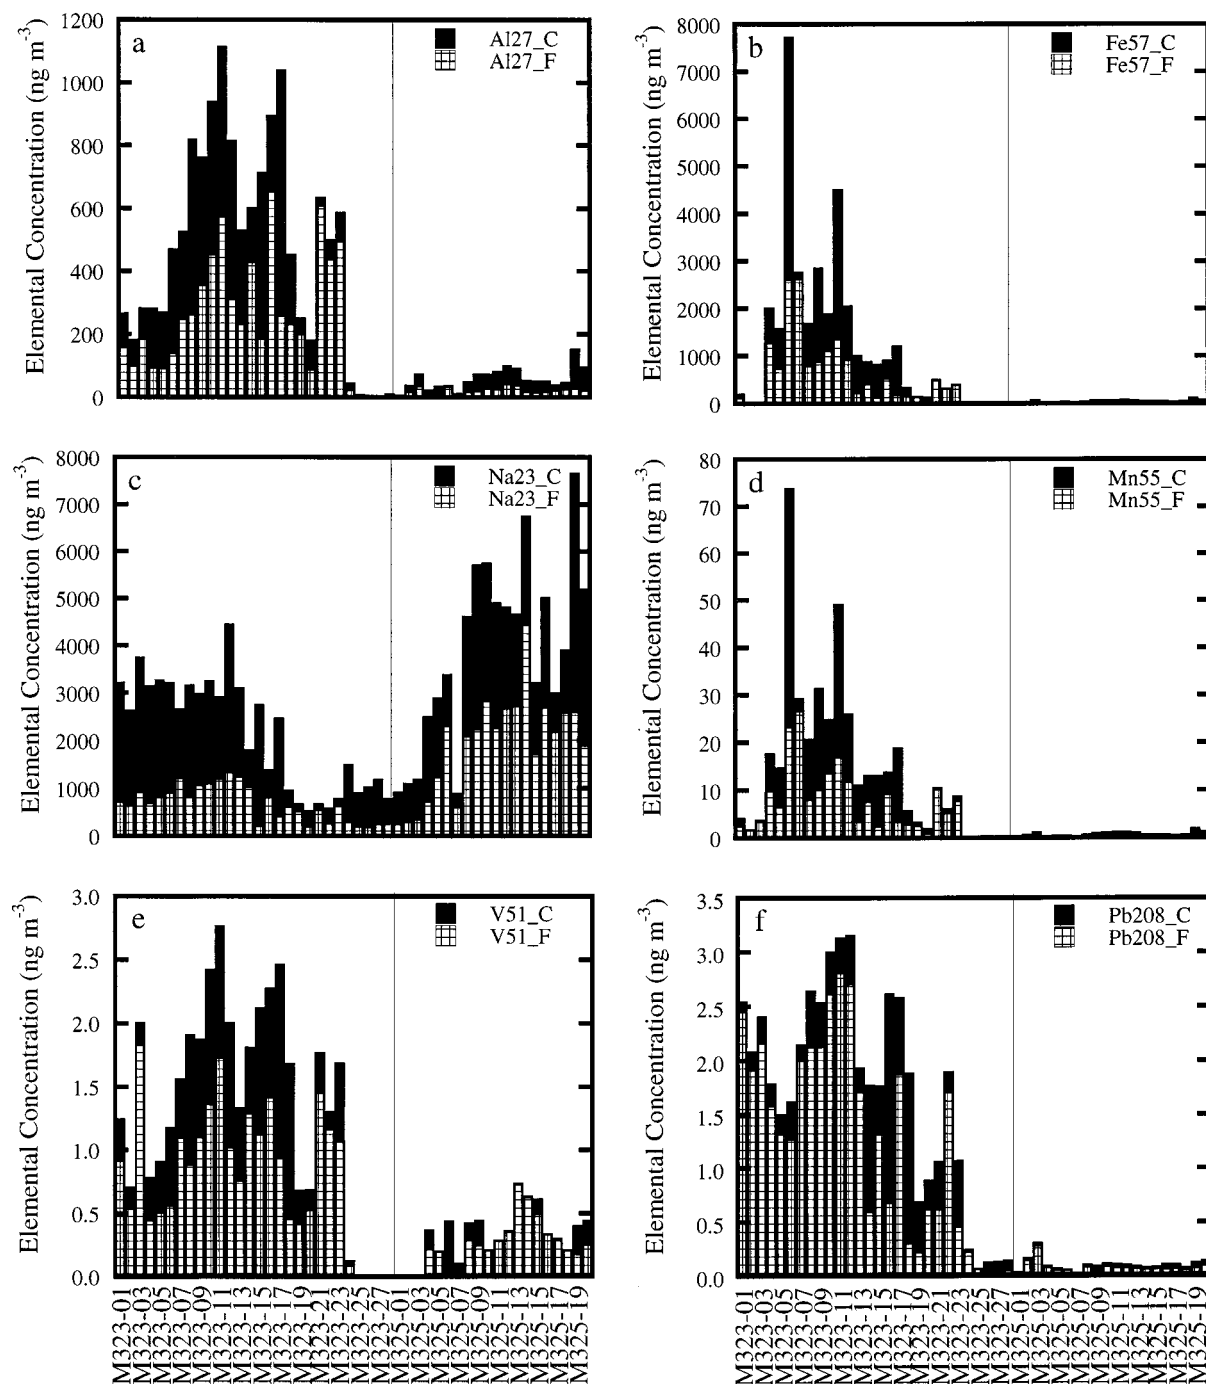 a
Al27_C
Al27_F
Elemental Concentration (ng m-3)
1200
1000
800
600
400
200
0
b
Fe57_C
Fe57_F
Elemental Concentration (ng m-3)
8000
7000
6000
5000
4000
3000
2000
1000
0
c
Na23_C
Na23_F
Elemental Concentration (ng m-3)
8000
7000
6000
5000
4000
3000
2000
1000
0
d
Mn55_C
Mn55_F
Elemental Concentration (ng m-3)
80
70
60
50
40
30
20
10
0
e
V51_C
V51_F
Elemental Concentration (ng m-3)
3.0
2.5
2.0
1.5
1.0
0.5
0.0
M323-01
M323-03
M323-05
M323-07
M323-09
M323-11
M323-13
M323-15
M323-17
M323-19
M323-21
M323-23
M323-25
M323-27
M325-01
M325-03
M325-05
M325-07
M325-09
M325-11
M325-13
M325-15
M325-17
M325-19
f
Pb208_C
Pb208_F
Elemental Concentration (ng m-3)
3.5
3.0
2.5
2.0
1.5
1.0
0.5
0.0
M323-01
M323-03
M323-05
M323-07
M323-09
M323-11
M323-13
M323-15
M323-17
M323-19
M323-21
M323-23
M323-25
M323-27
M325-01
M325-03
M325-05
M325-07
M325-09
M325-11
M325-13
M325-15
M325-17
M325-19